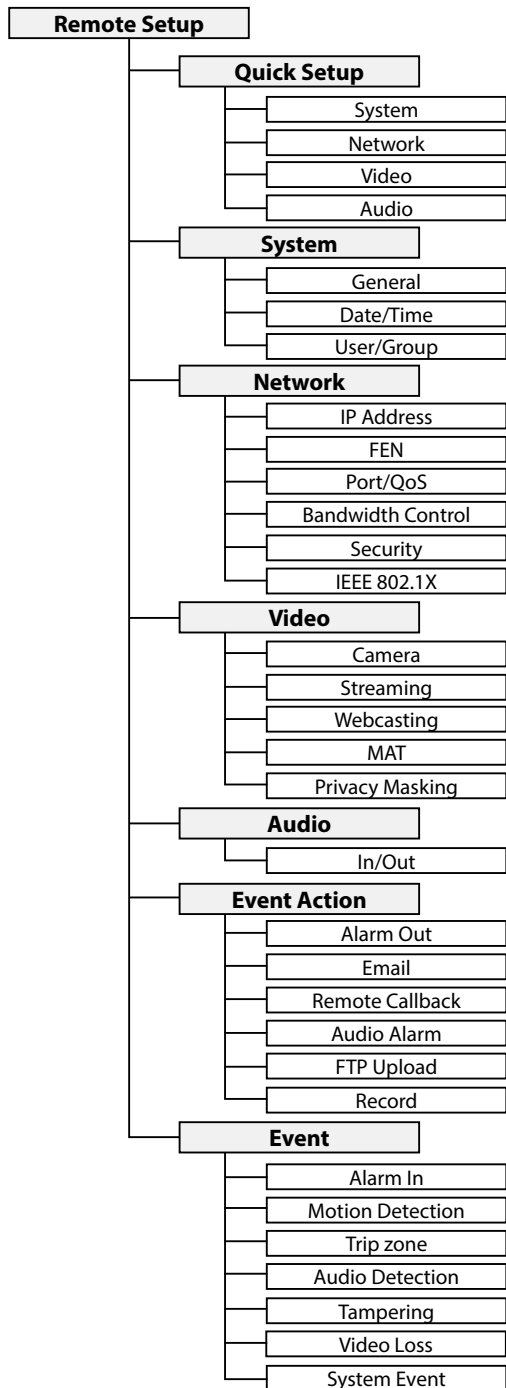 Remote Setup
Quick Setup
System
Network
Video
Audio
System
General
Date/Time
User/Group
Network
IP Address
FEN
Port/QoS
Bandwidth Control
Security
IEEE 802.1X
Video
Camera
Streaming
Webcasting
MAT
Privacy Masking
Audio
In/Out
Event Action
Alarm Out
Email
Remote Callback
Audio Alarm
FTP Upload
Record
Event
Alarm In
Motion Detection
Trip zone
Audio Detection
Tampering
Video Loss
System Event